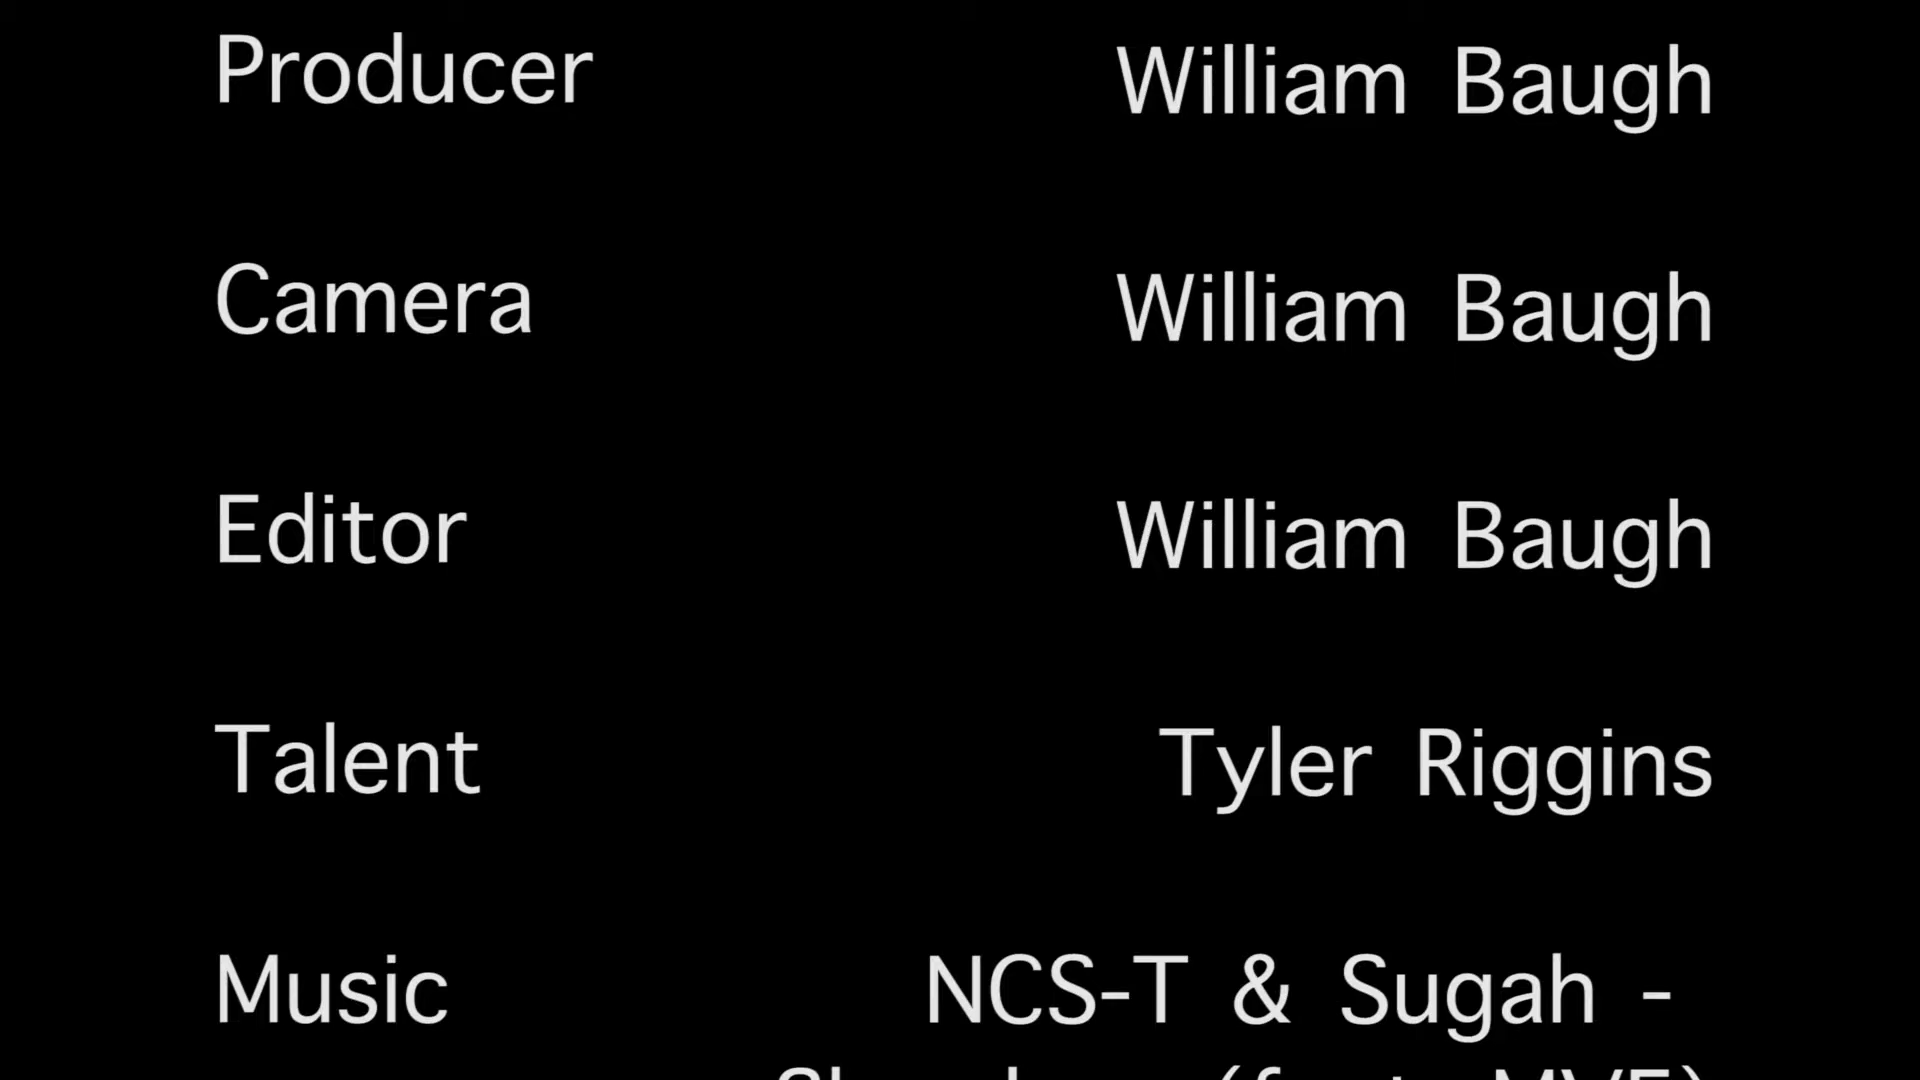 Producer William Baugh
Camera William Baugh
Editor William Baugh
Talent Tyler Riggins
Music NCS-T & Sugah -